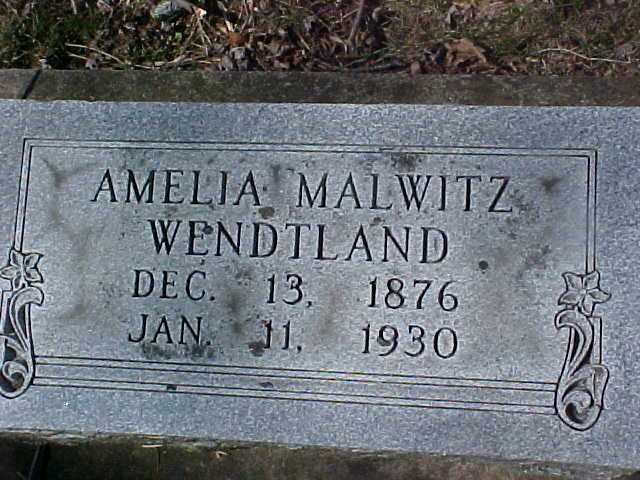 AMELIA MALWITZ
WENDTLAND
DEC. 13, 1876
JAN. 11, 1930